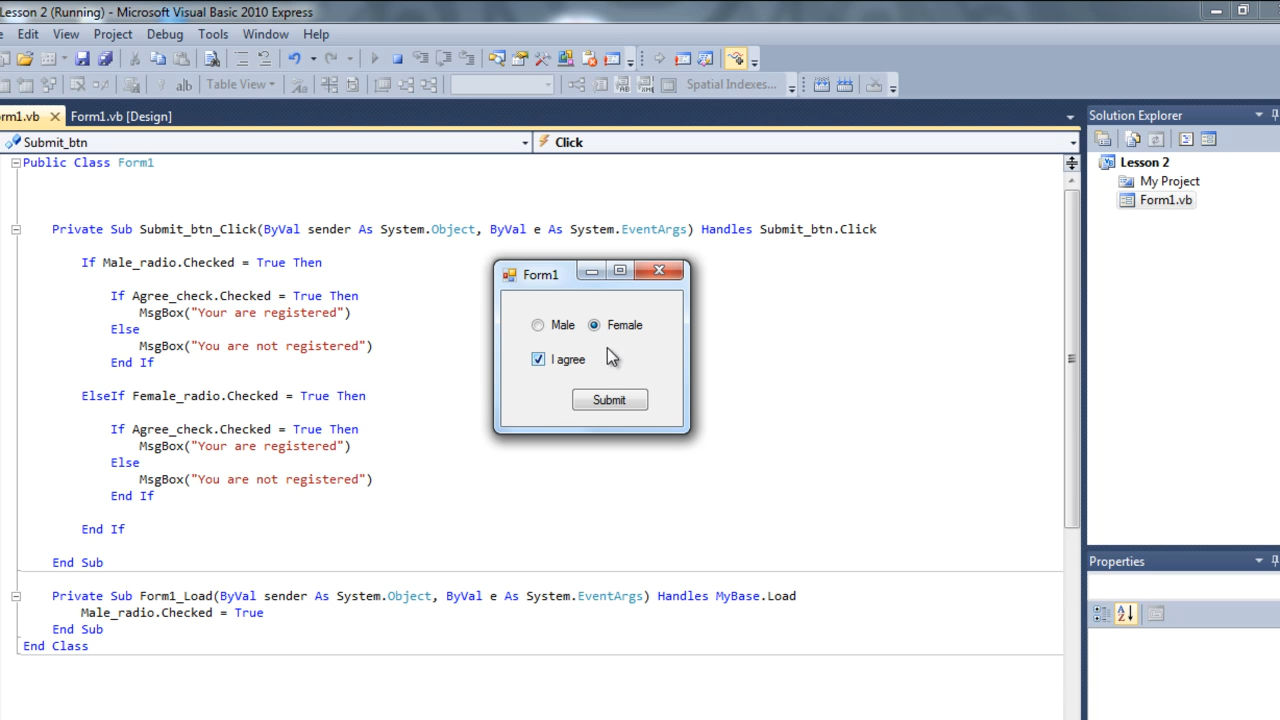 Lesson 2 (Running) - Microsoft Visual Basic 2010 Express
Edit View Project Debug Tools Window Help
Table View Spatial Indexes...
orm1.vb Form1.vb [Design]
Submit_btn Click
Public Class Form1
Private Sub Submit_btn_Click(ByVal sender As System.Object, ByVal e As System.EventArgs) Handles Submit_btn.Click
If Male_radio.Checked = True Then
If Agree_check.Checked = True Then
MsgBox("Your are registered")
Else
MsgBox("You are not registered")
End If
ElseIf Female_radio.Checked = True Then
If Agree_check.Checked = True Then
MsgBox("Your are registered")
Else
MsgBox("You are not registered")
End If
End If
End Sub
Private Sub Form1_Load(ByVal sender As System.Object, ByVal e As System.EventArgs) Handles MyBase.Load
Male_radio.Checked = True
End Sub
End Class
Form1
Male Female
I agree
Submit
Solution Explorer
Lesson 2
My Project
Form1.vb
Properties